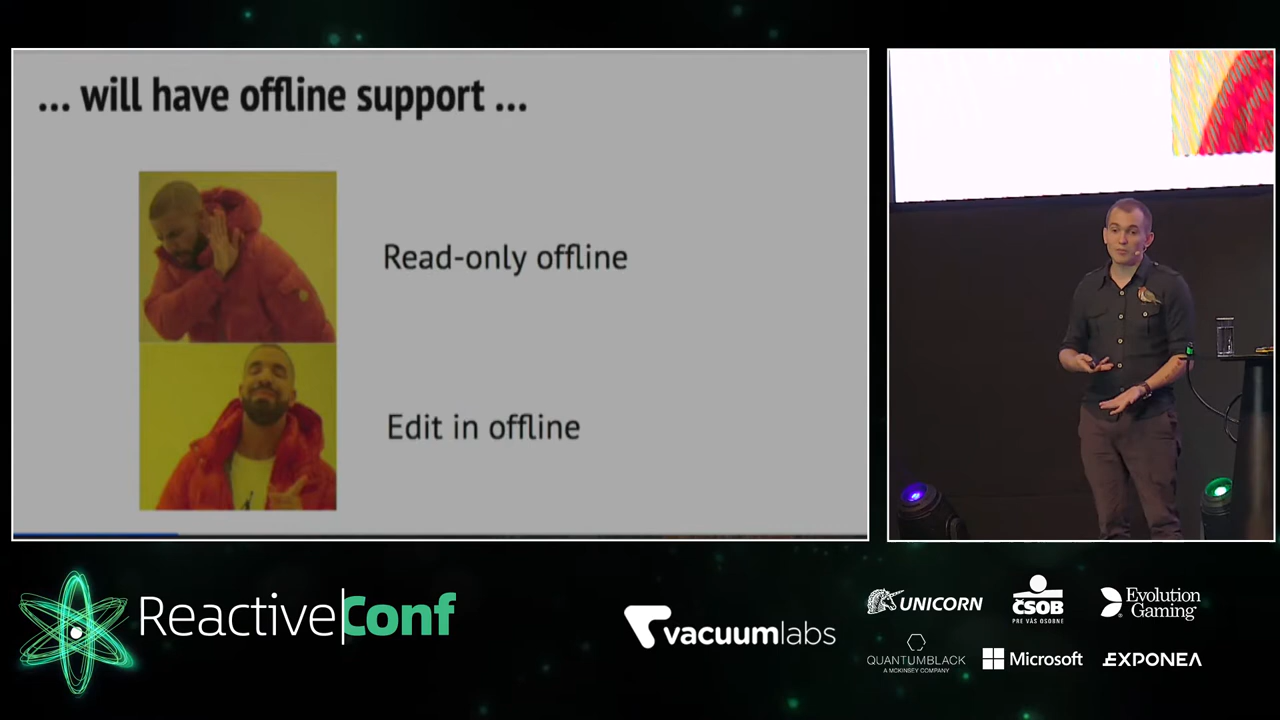 ... will have offline support ...
Read-only offline
Edit in offline
ReactiveConf
vacuumlabs
UNICORN
ČSOB
PRE VÁS OSOBNE
Evolution
Gaming
QUANTUMBLACK
A MCKINSEY COMPANY
Microsoft
EXPONEA